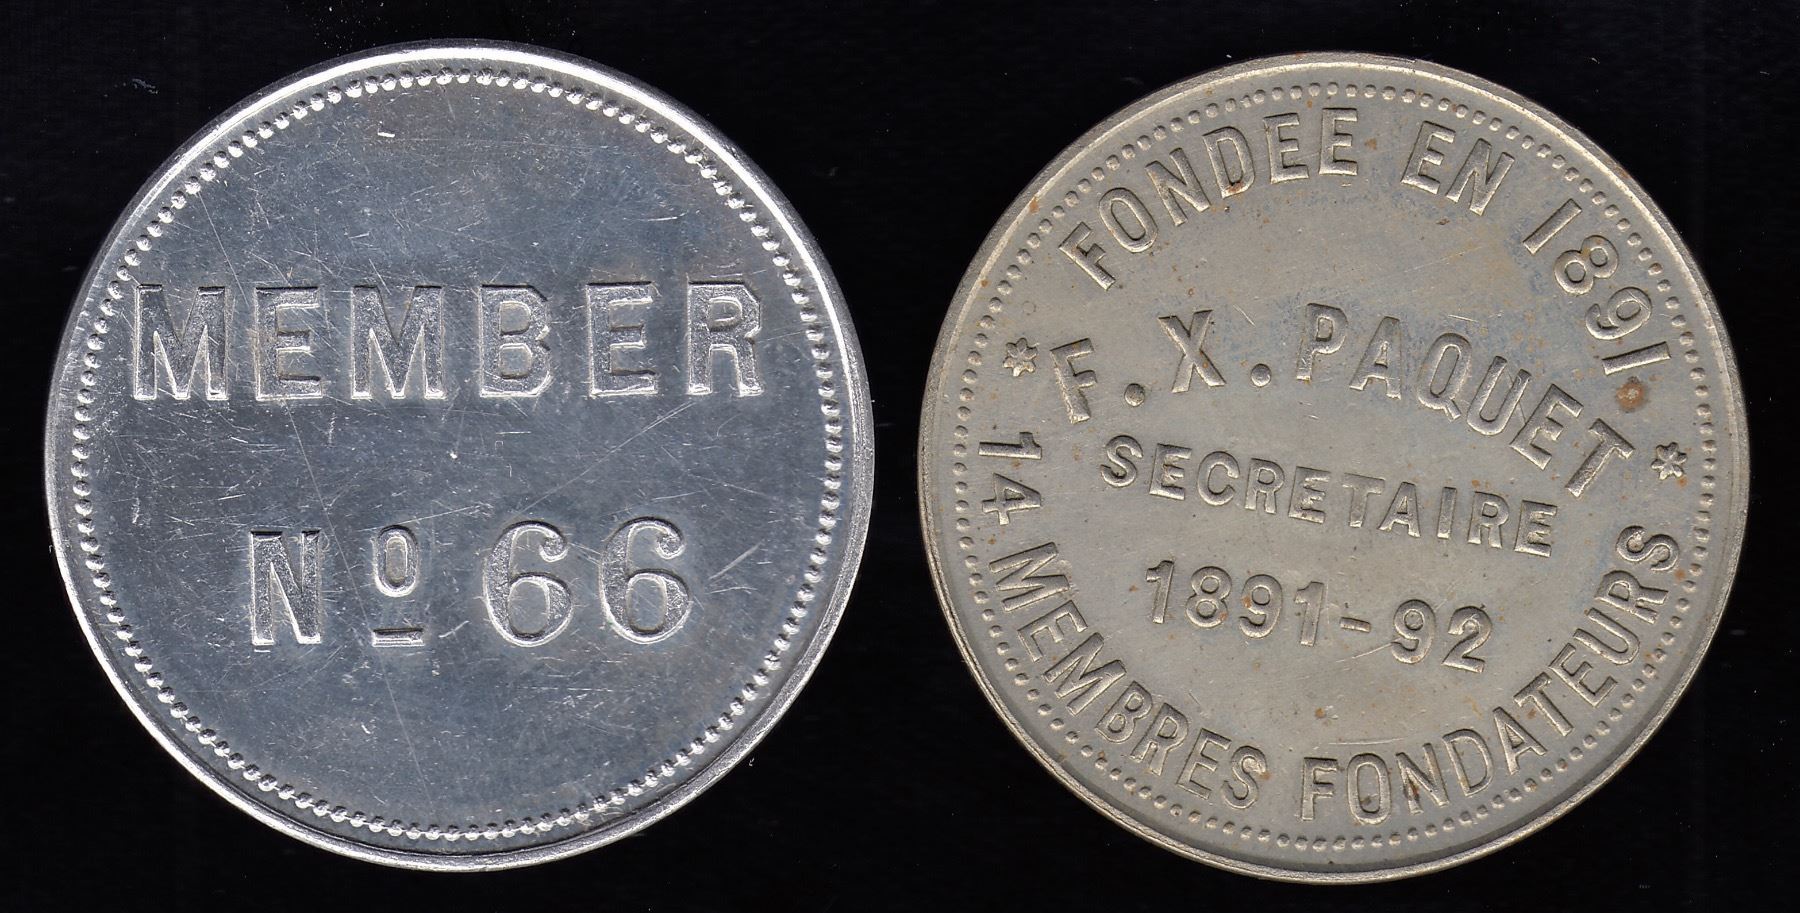 MEMBER
No 66
FONDEE EN 1891
F. X. PAQUET
SECRETAIRE
1891-92
14 MEMBRES FONDATEURS